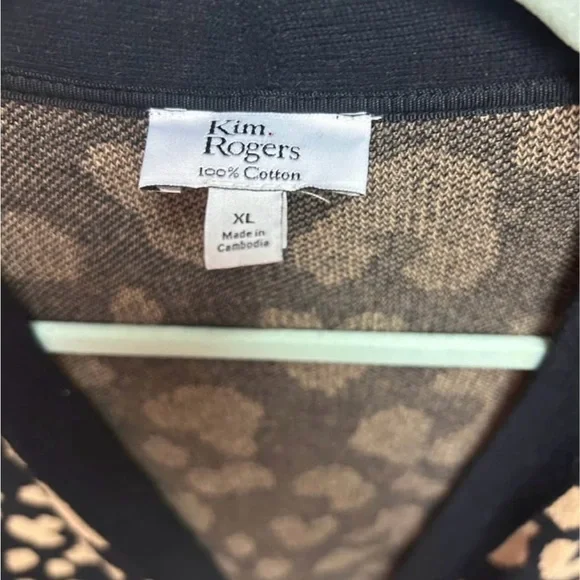 Kim.
Rogers
100% Cotton
XL
Made in
Cambodia